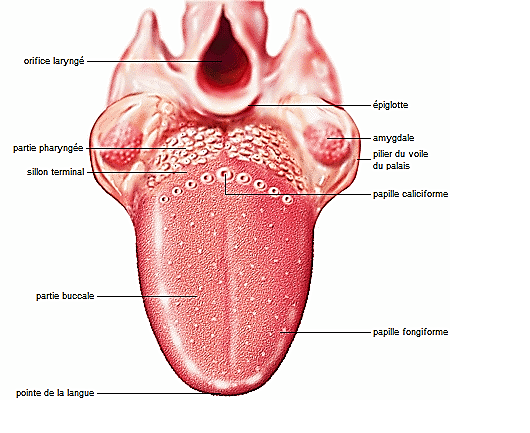 orifice laryngé
épiglotte
amygdale
partie pharyngée
pilier du voile
du palais
sillon terminal
papille caliciforme
partie buccale
papille fongiforme
pointe de la langue